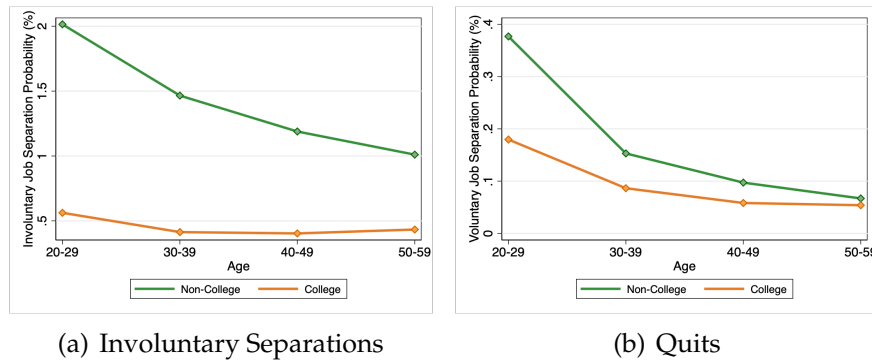 Involuntary Job Separation Probability (%)
2
1.5
1
.5
20-29 30-39 40-49 50-59
Age
Non-College College
(a) Involuntary Separations
Voluntary Job Separation Probability (%)
.4
.3
.2
.1
0
20-29 30-39 40-49 50-59
Age
Non-College College
(b) Quits